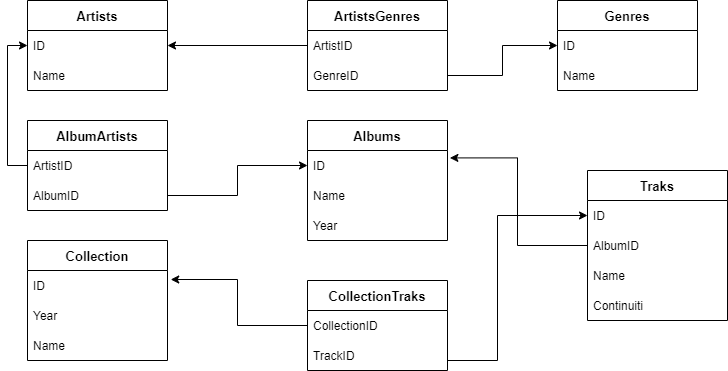 Artists
ID
Name
ArtistsGenres
ArtistID
GenreID
Genres
ID
Name
AlbumArtists
ArtistID
AlbumID
Albums
ID
Name
Year
Traks
ID
AlbumID
Name
Continuiti
Collection
ID
Year
Name
CollectionTraks
CollectionID
TrackID